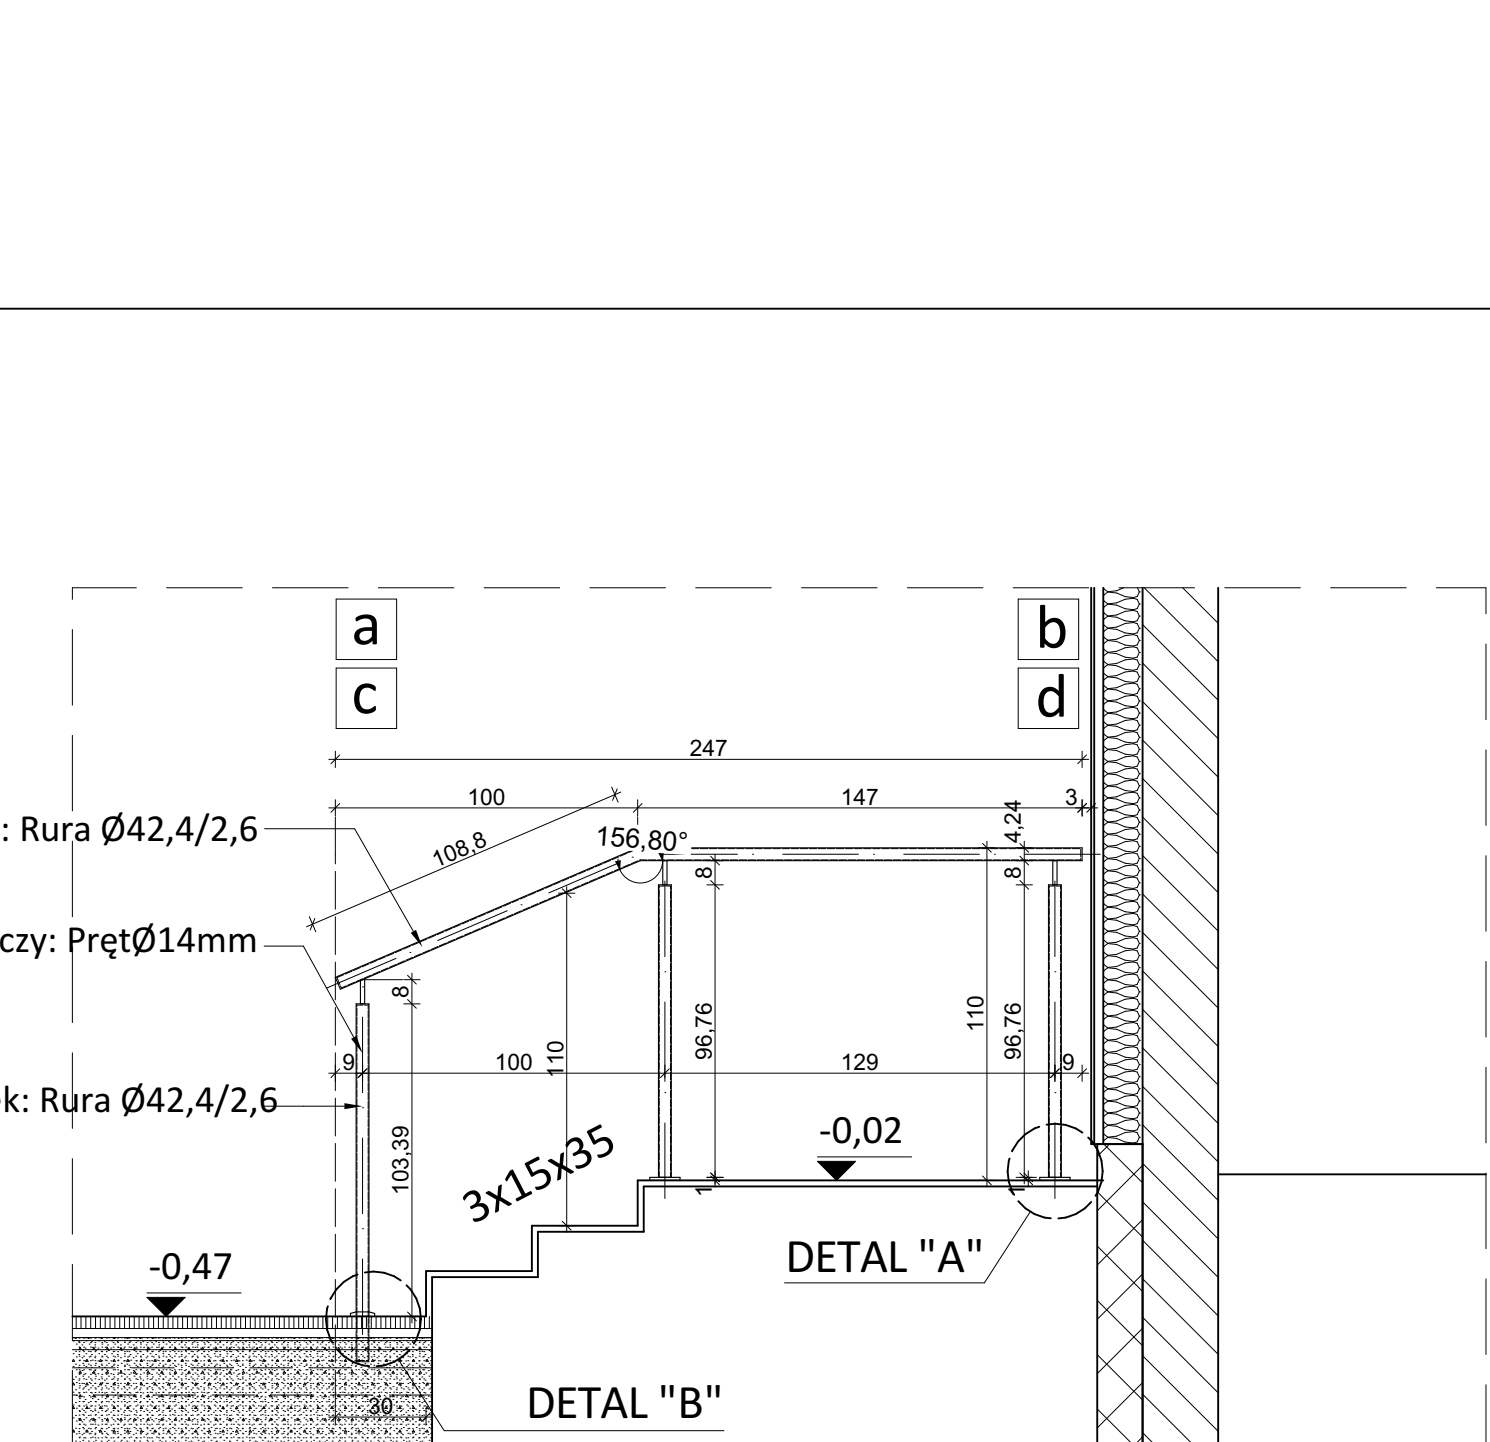 a
b
c
d
247
100
147
3
: Rura Ø42,4/2,6
108,8
156,80°
4,24
8
8
czy: PrętØ14mm
8
96,76
110
96,76
9
100
110
129
9
k: Rura Ø42,4/2,6
103,39
3x15x35
-0,02
1
1
-0,47
DETAL "A"
DETAL "B"
30